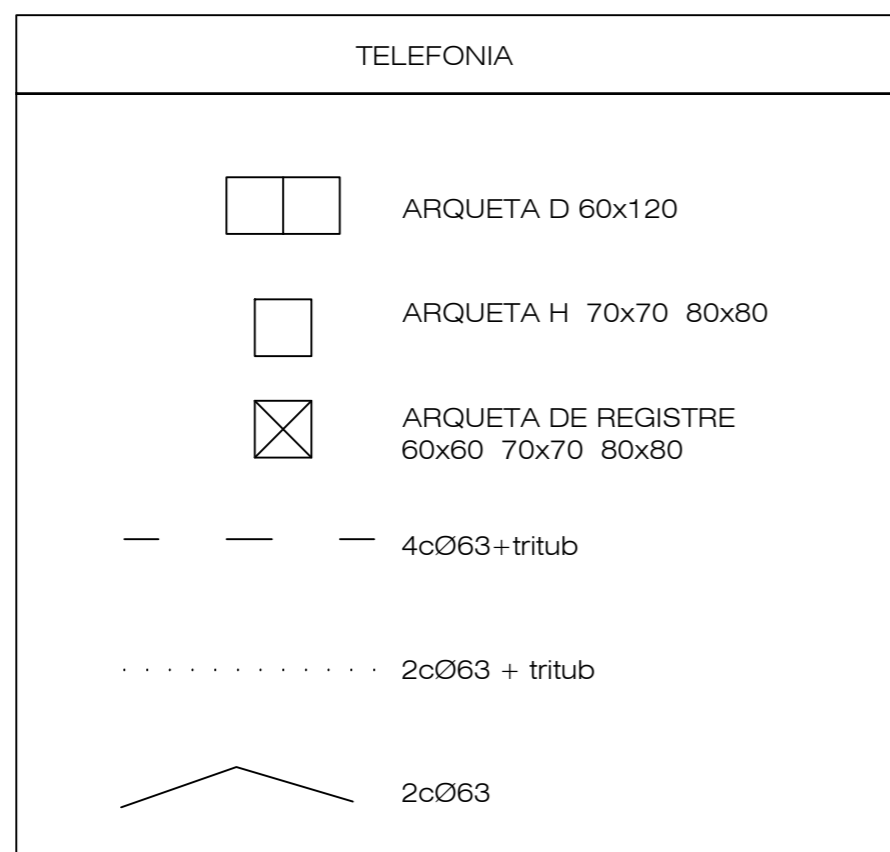 TELEFONIA
ARQUETA D 60x120
ARQUETA H 70x70 80x80
ARQUETA DE REGISTRE
60x60 70x70 80x80
4cØ63+tritub
2cØ63 + tritub
2cØ63